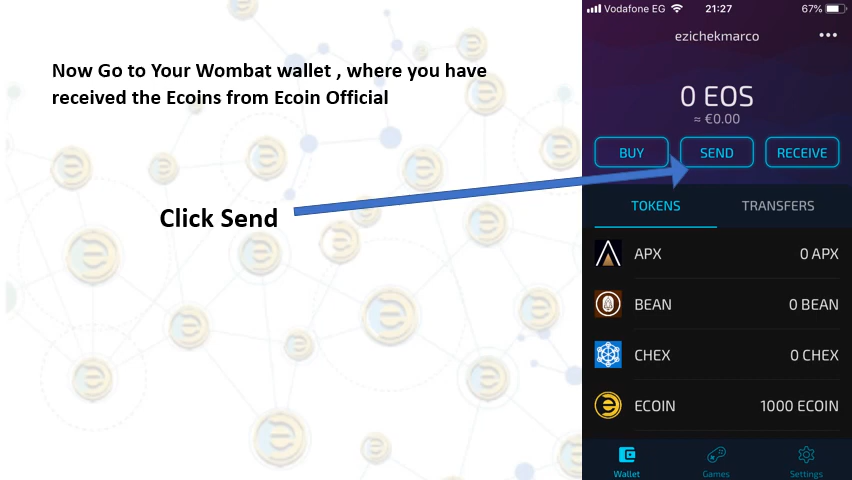 Now Go to Your Wombat wallet , where you have
received the Ecoins from Ecoin Official
Click Send
Vodafone EG 21:27 67%
ezichekmarco
0 EOS
≈ €0.00
BUY SEND RECEIVE
TOKENS TRANSFERS
APX 0 APX
BEAN 0 BEAN
CHEX 0 CHEX
ECOIN 1000 ECOIN
Wallet Games Settings